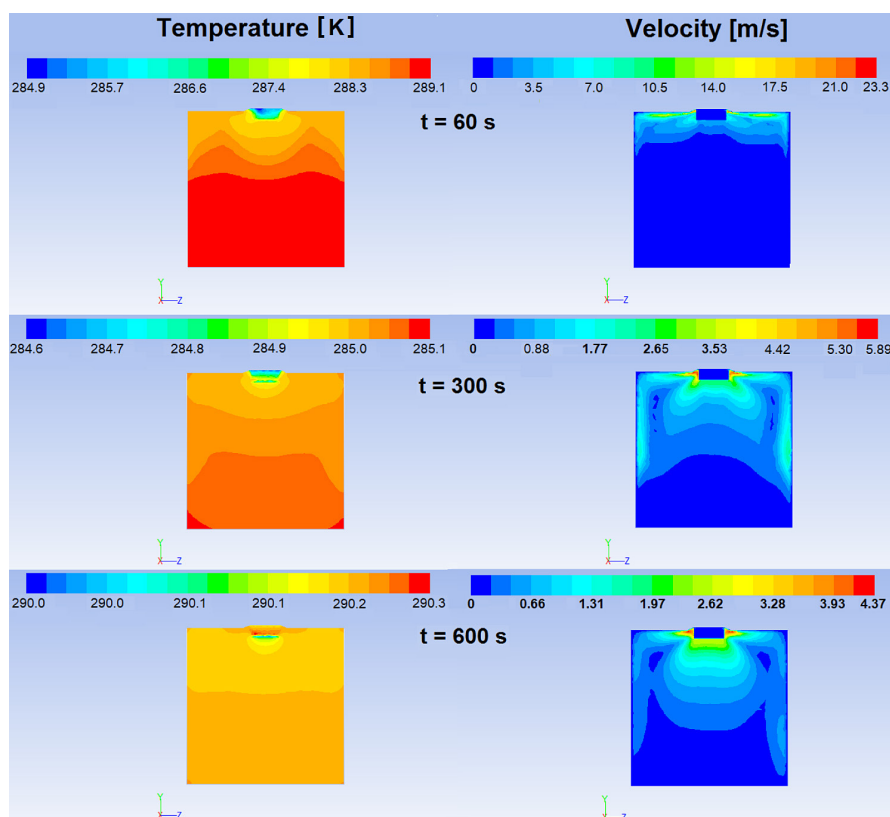 Temperature [K]
Velocity [m/s]
284.9 285.7 286.6 287.4 288.3 289.1
0 3.5 7.0 10.5 14.0 17.5 21.0 23.3
t = 60 s
Y
X Z
Y
X Z
284.6 284.7 284.8 284.9 285.0 285.1
0 0.88 1.77 2.65 3.53 4.42 5.30 5.89
t = 300 s
Y
X Z
Y
X Z
290.0 290.0 290.1 290.1 290.2 290.3
0 0.66 1.31 1.97 2.62 3.28 3.93 4.37
t = 600 s
Y
X Z
Y
X Z